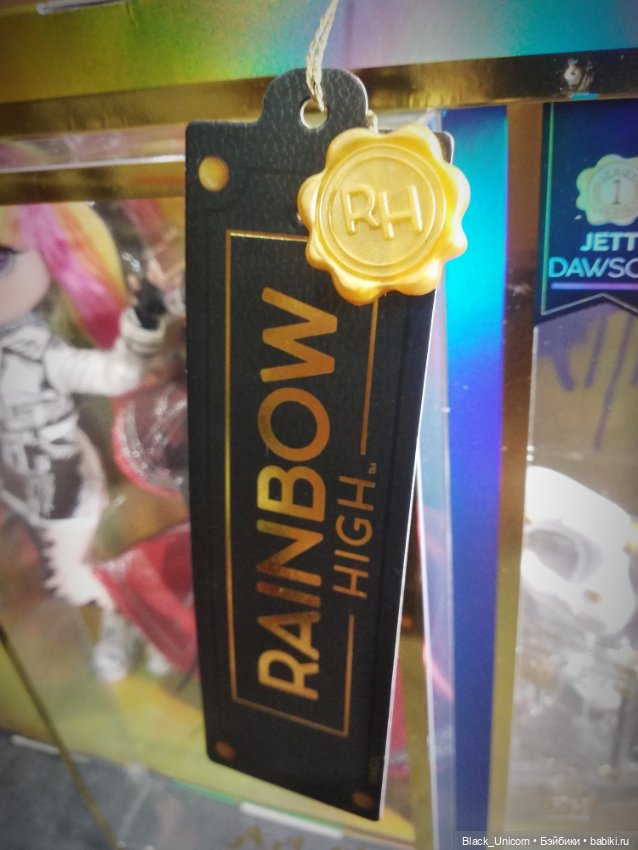 RH
RAINBOW
HIGH™
1
JETT
DAWSO
Black_Unicorn • Бэйбики • babiki.ru